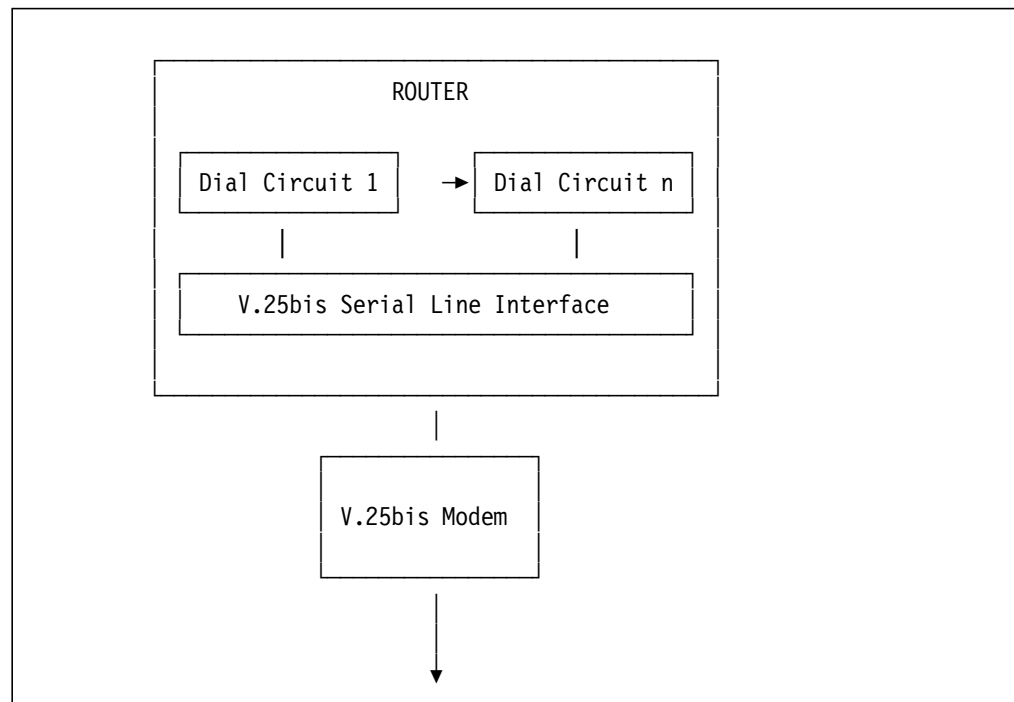 ROUTER
Dial Circuit 1 Dial Circuit n
V.25bis Serial Line Interface
V.25bis Modem